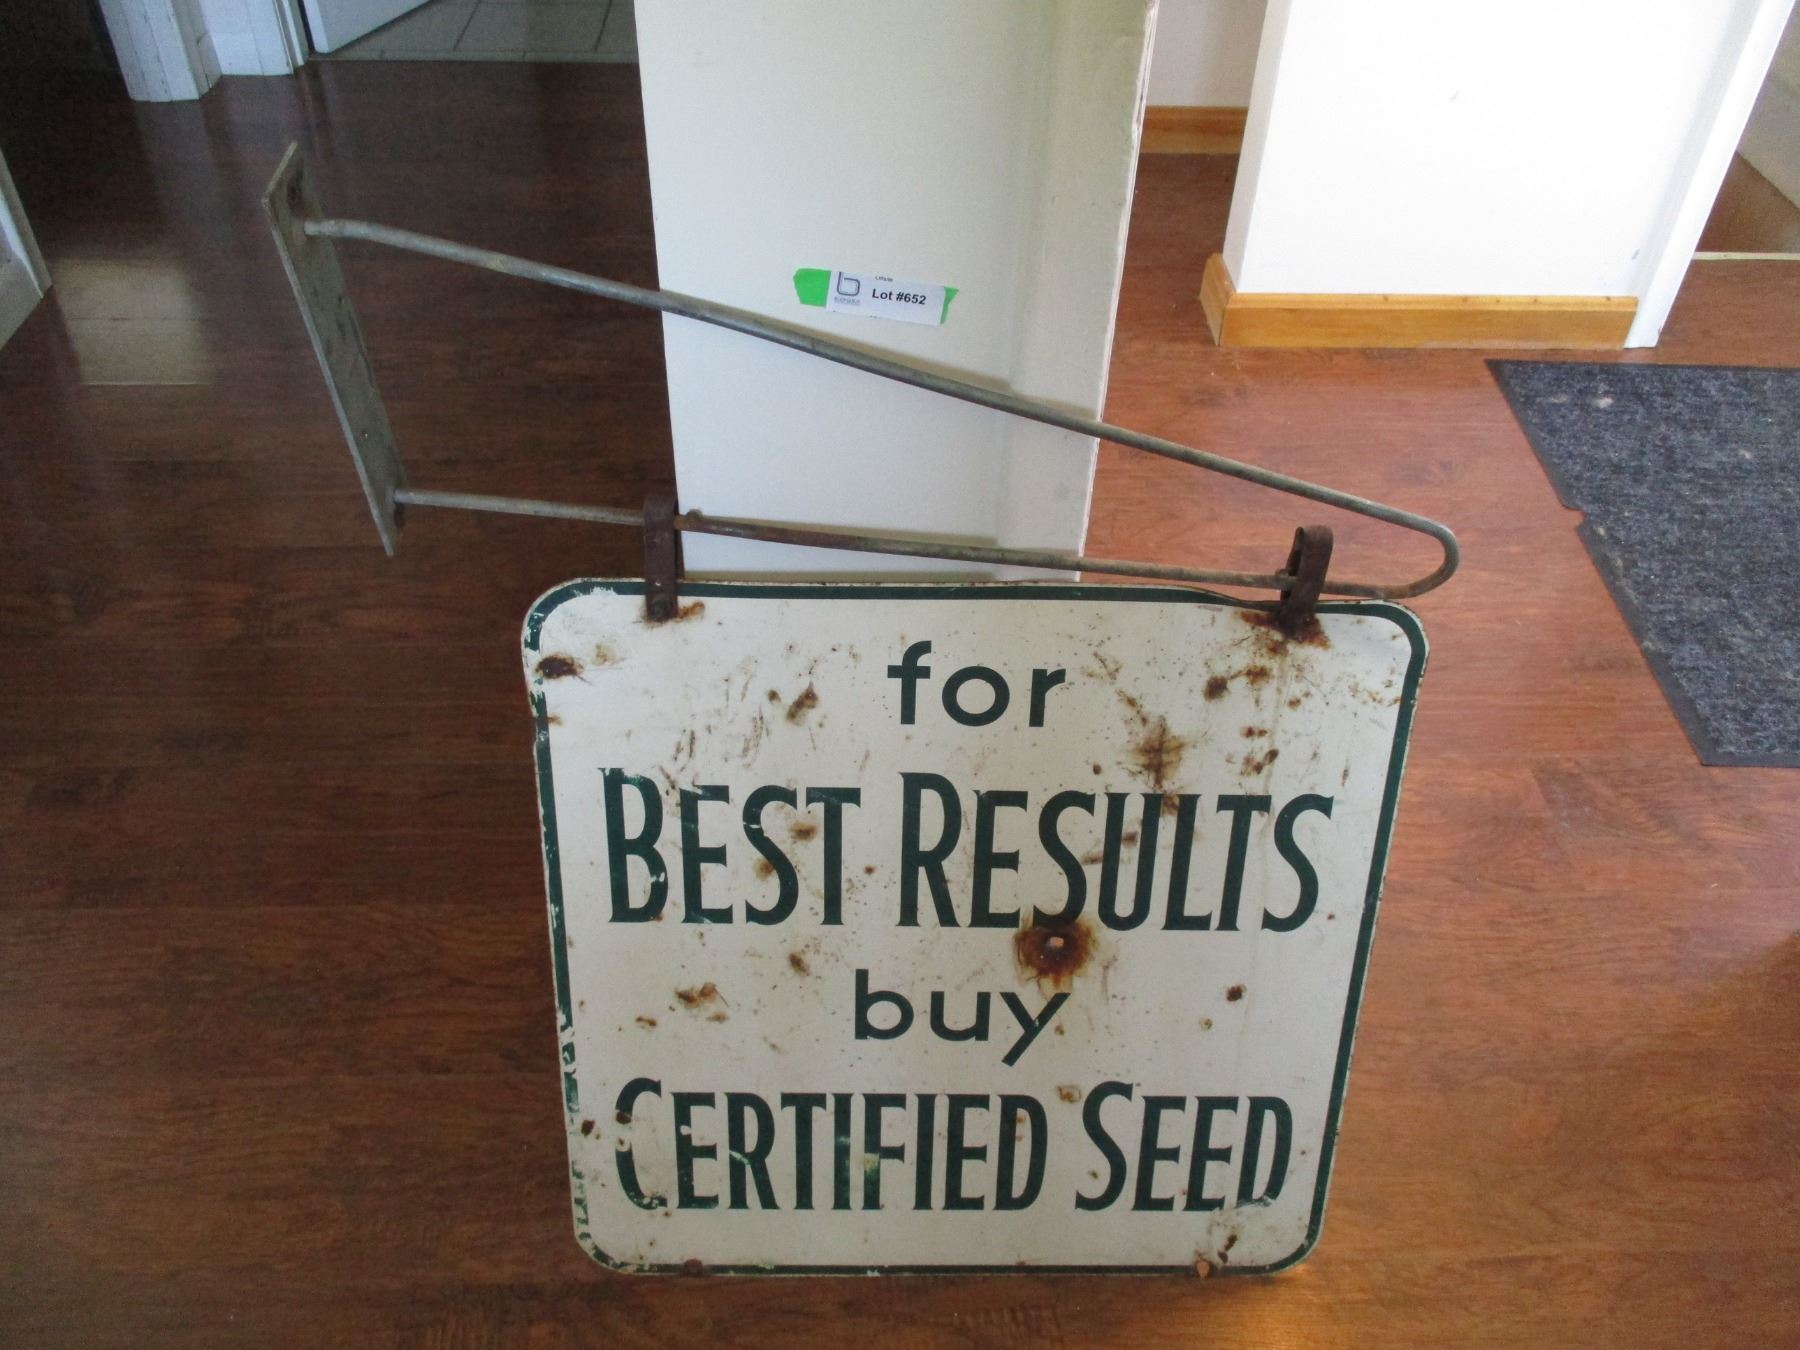 Lot #652
for
BEST RESULTS
buy
CERTIFIED SEED